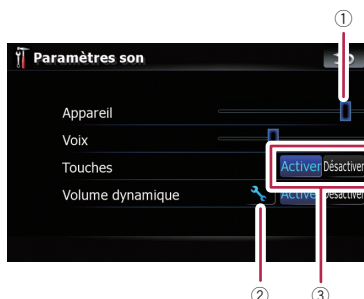 ①
Paramètres son
Appareil
Voix
Touches Activer Désactiver
Volume dynamique Activer Désactiver
② ③